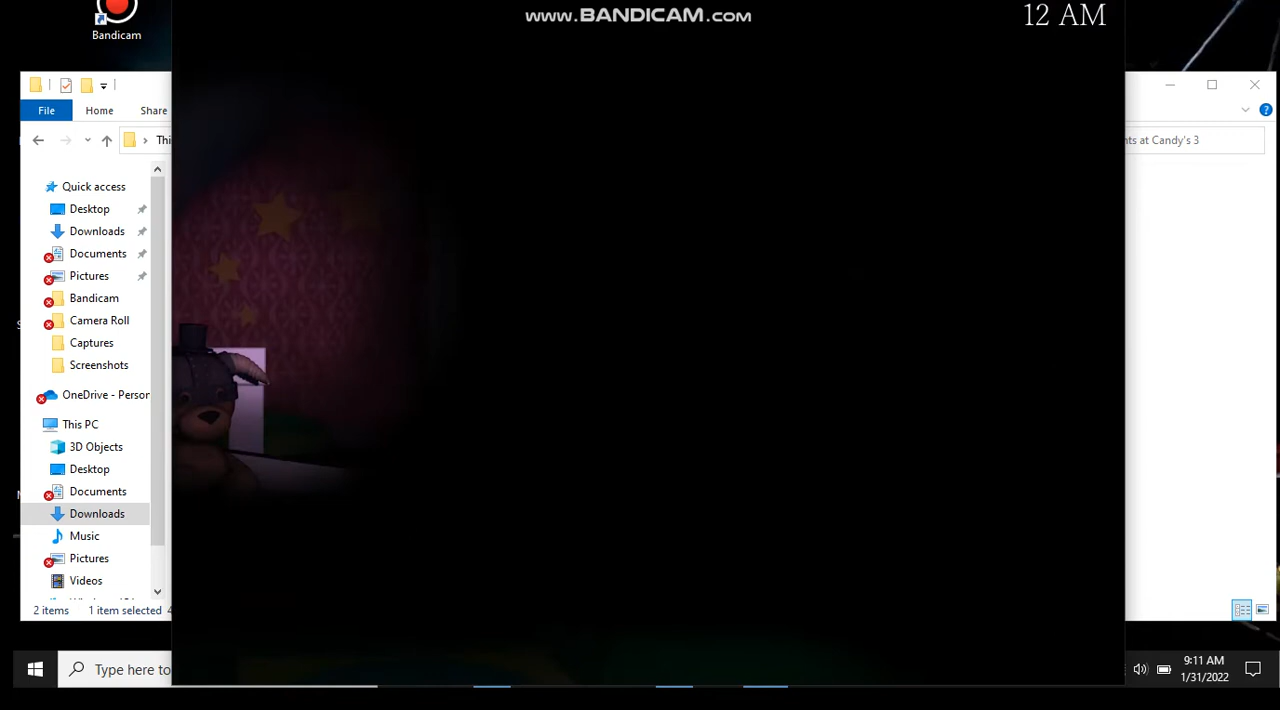 www.BANDICAM.com
12 AM
Bandicam
File
Home
Share
Thi
nts at Candy's 3
Quick access
Desktop
Downloads
Documents
Pictures
Bandicam
Camera Roll
Captures
Screenshots
OneDrive - Person
This PC
3D Objects
Desktop
Documents
Downloads
Music
Pictures
Videos
2 items
1 item selected
Type here to
9:11 AM
1/31/2022